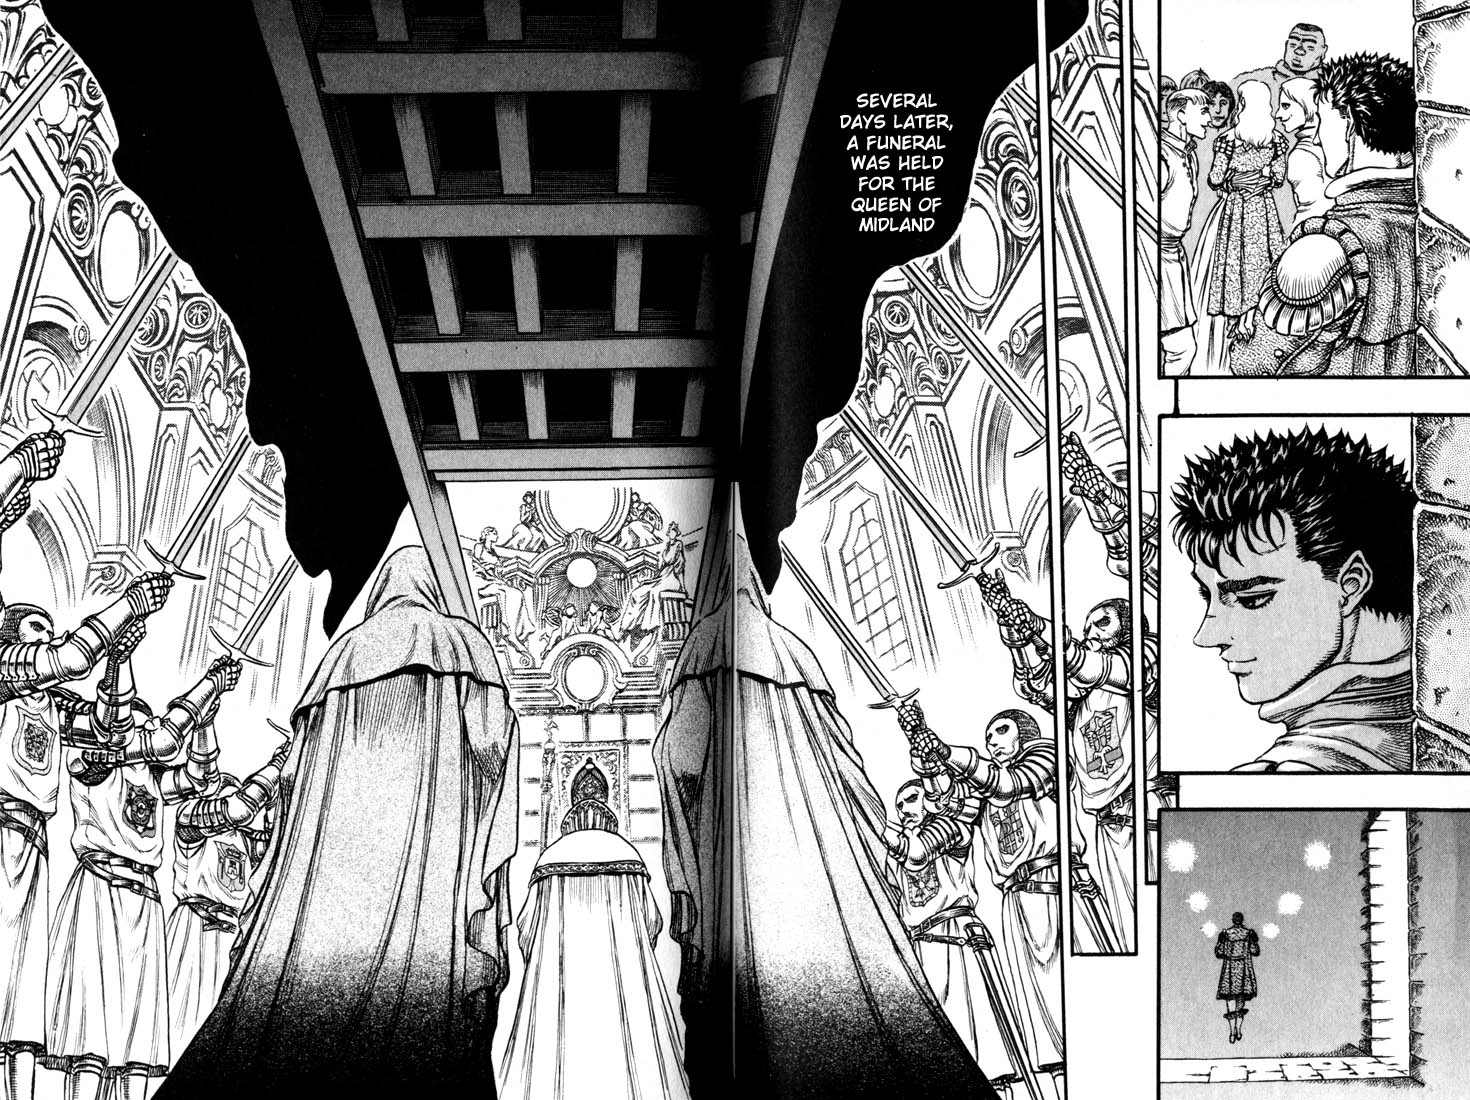 SEVERAL
DAYS LATER,
A FUNERAL
WAS HELD
FOR THE
QUEEN OF
MIDLAND